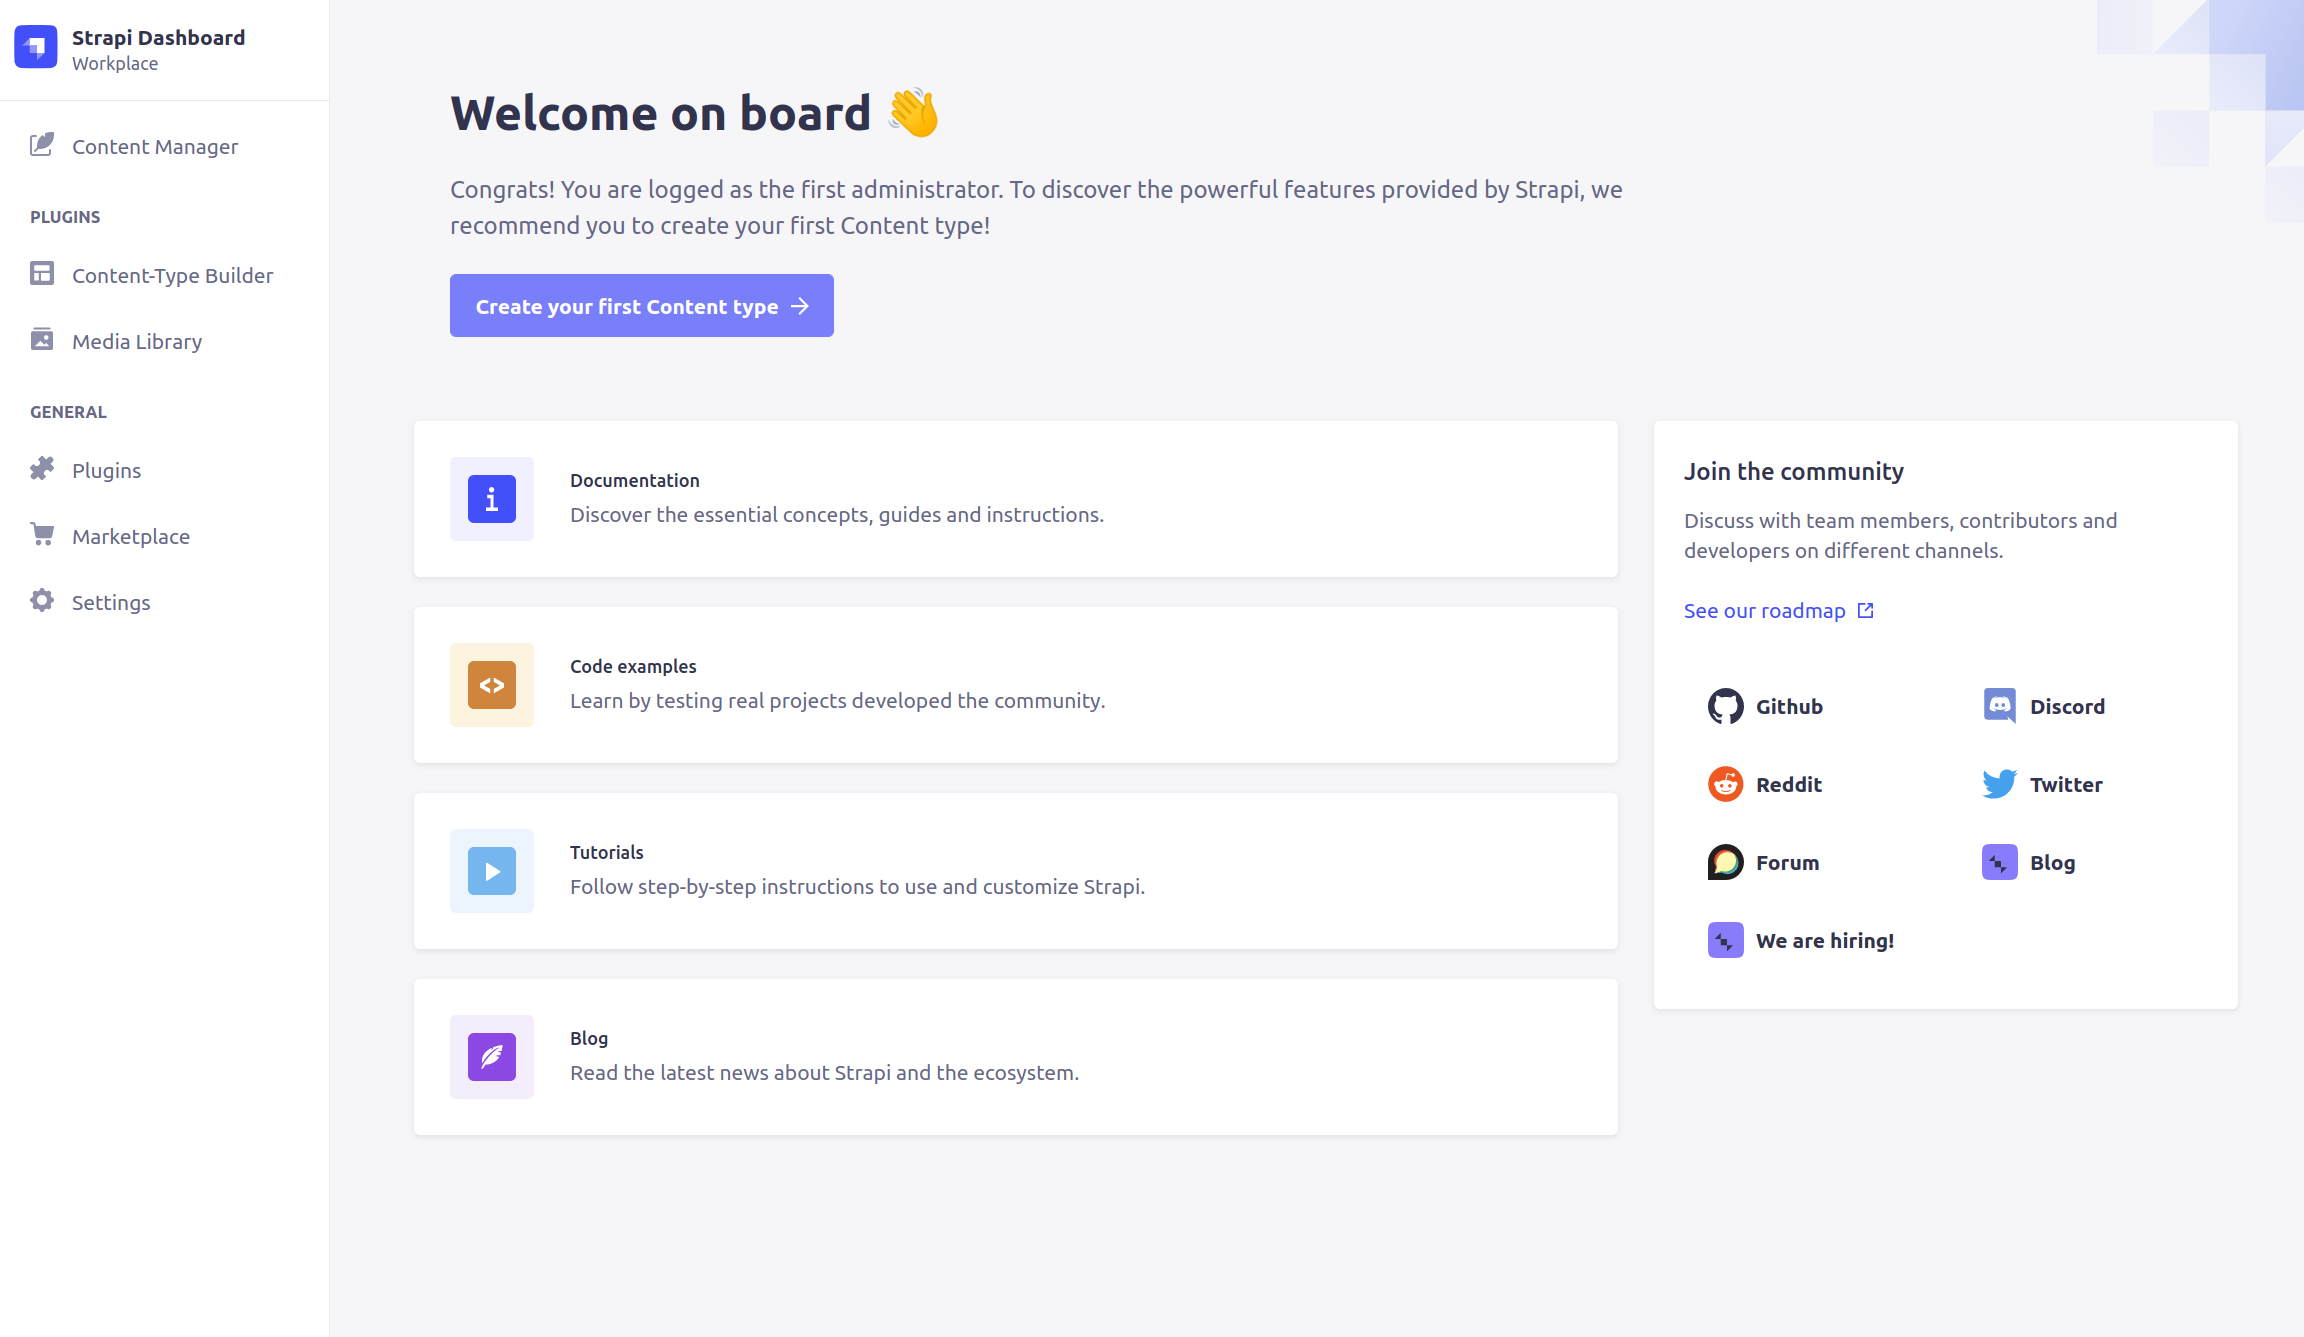 Strapi Dashboard
Workplace
Content Manager
PLUGINS
Content-Type Builder
Media Library
GENERAL
Plugins
Marketplace
Settings
Welcome on board 👋
Congrats! You are logged as the first administrator. To discover the powerful features provided by Strapi, we
recommend you to create your first Content type!
Create your first Content type →
Documentation
Discover the essential concepts, guides and instructions.
Code examples
Learn by testing real projects developed the community.
Tutorials
Follow step-by-step instructions to use and customize Strapi.
Blog
Read the latest news about Strapi and the ecosystem.
Join the community
Discuss with team members, contributors and
developers on different channels.
See our roadmap
Github
Discord
Reddit
Twitter
Forum
Blog
We are hiring!